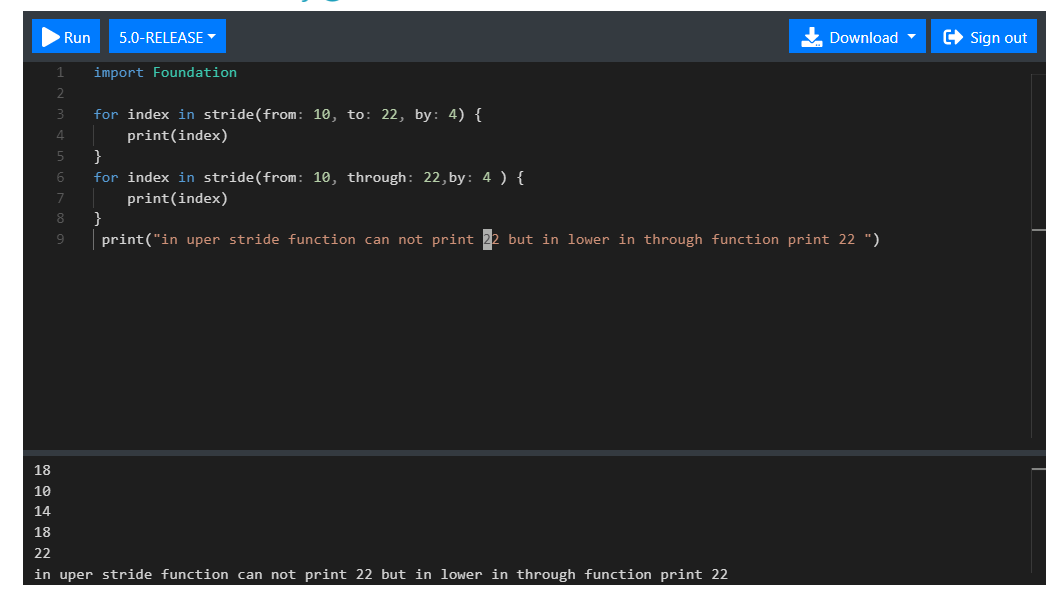 Run 5.0-RELEASE Download Sign out
1 import Foundation
2
3 for index in stride(from: 10, to: 22, by: 4) {
4 print(index)
5 }
6 for index in stride(from: 10, through: 22,by: 4 ) {
7 print(index)
8 }
9 print("in uper stride function can not print 22 but in lower in through function print 22 ")
18
10
14
18
22
in uper stride function can not print 22 but in lower in through function print 22